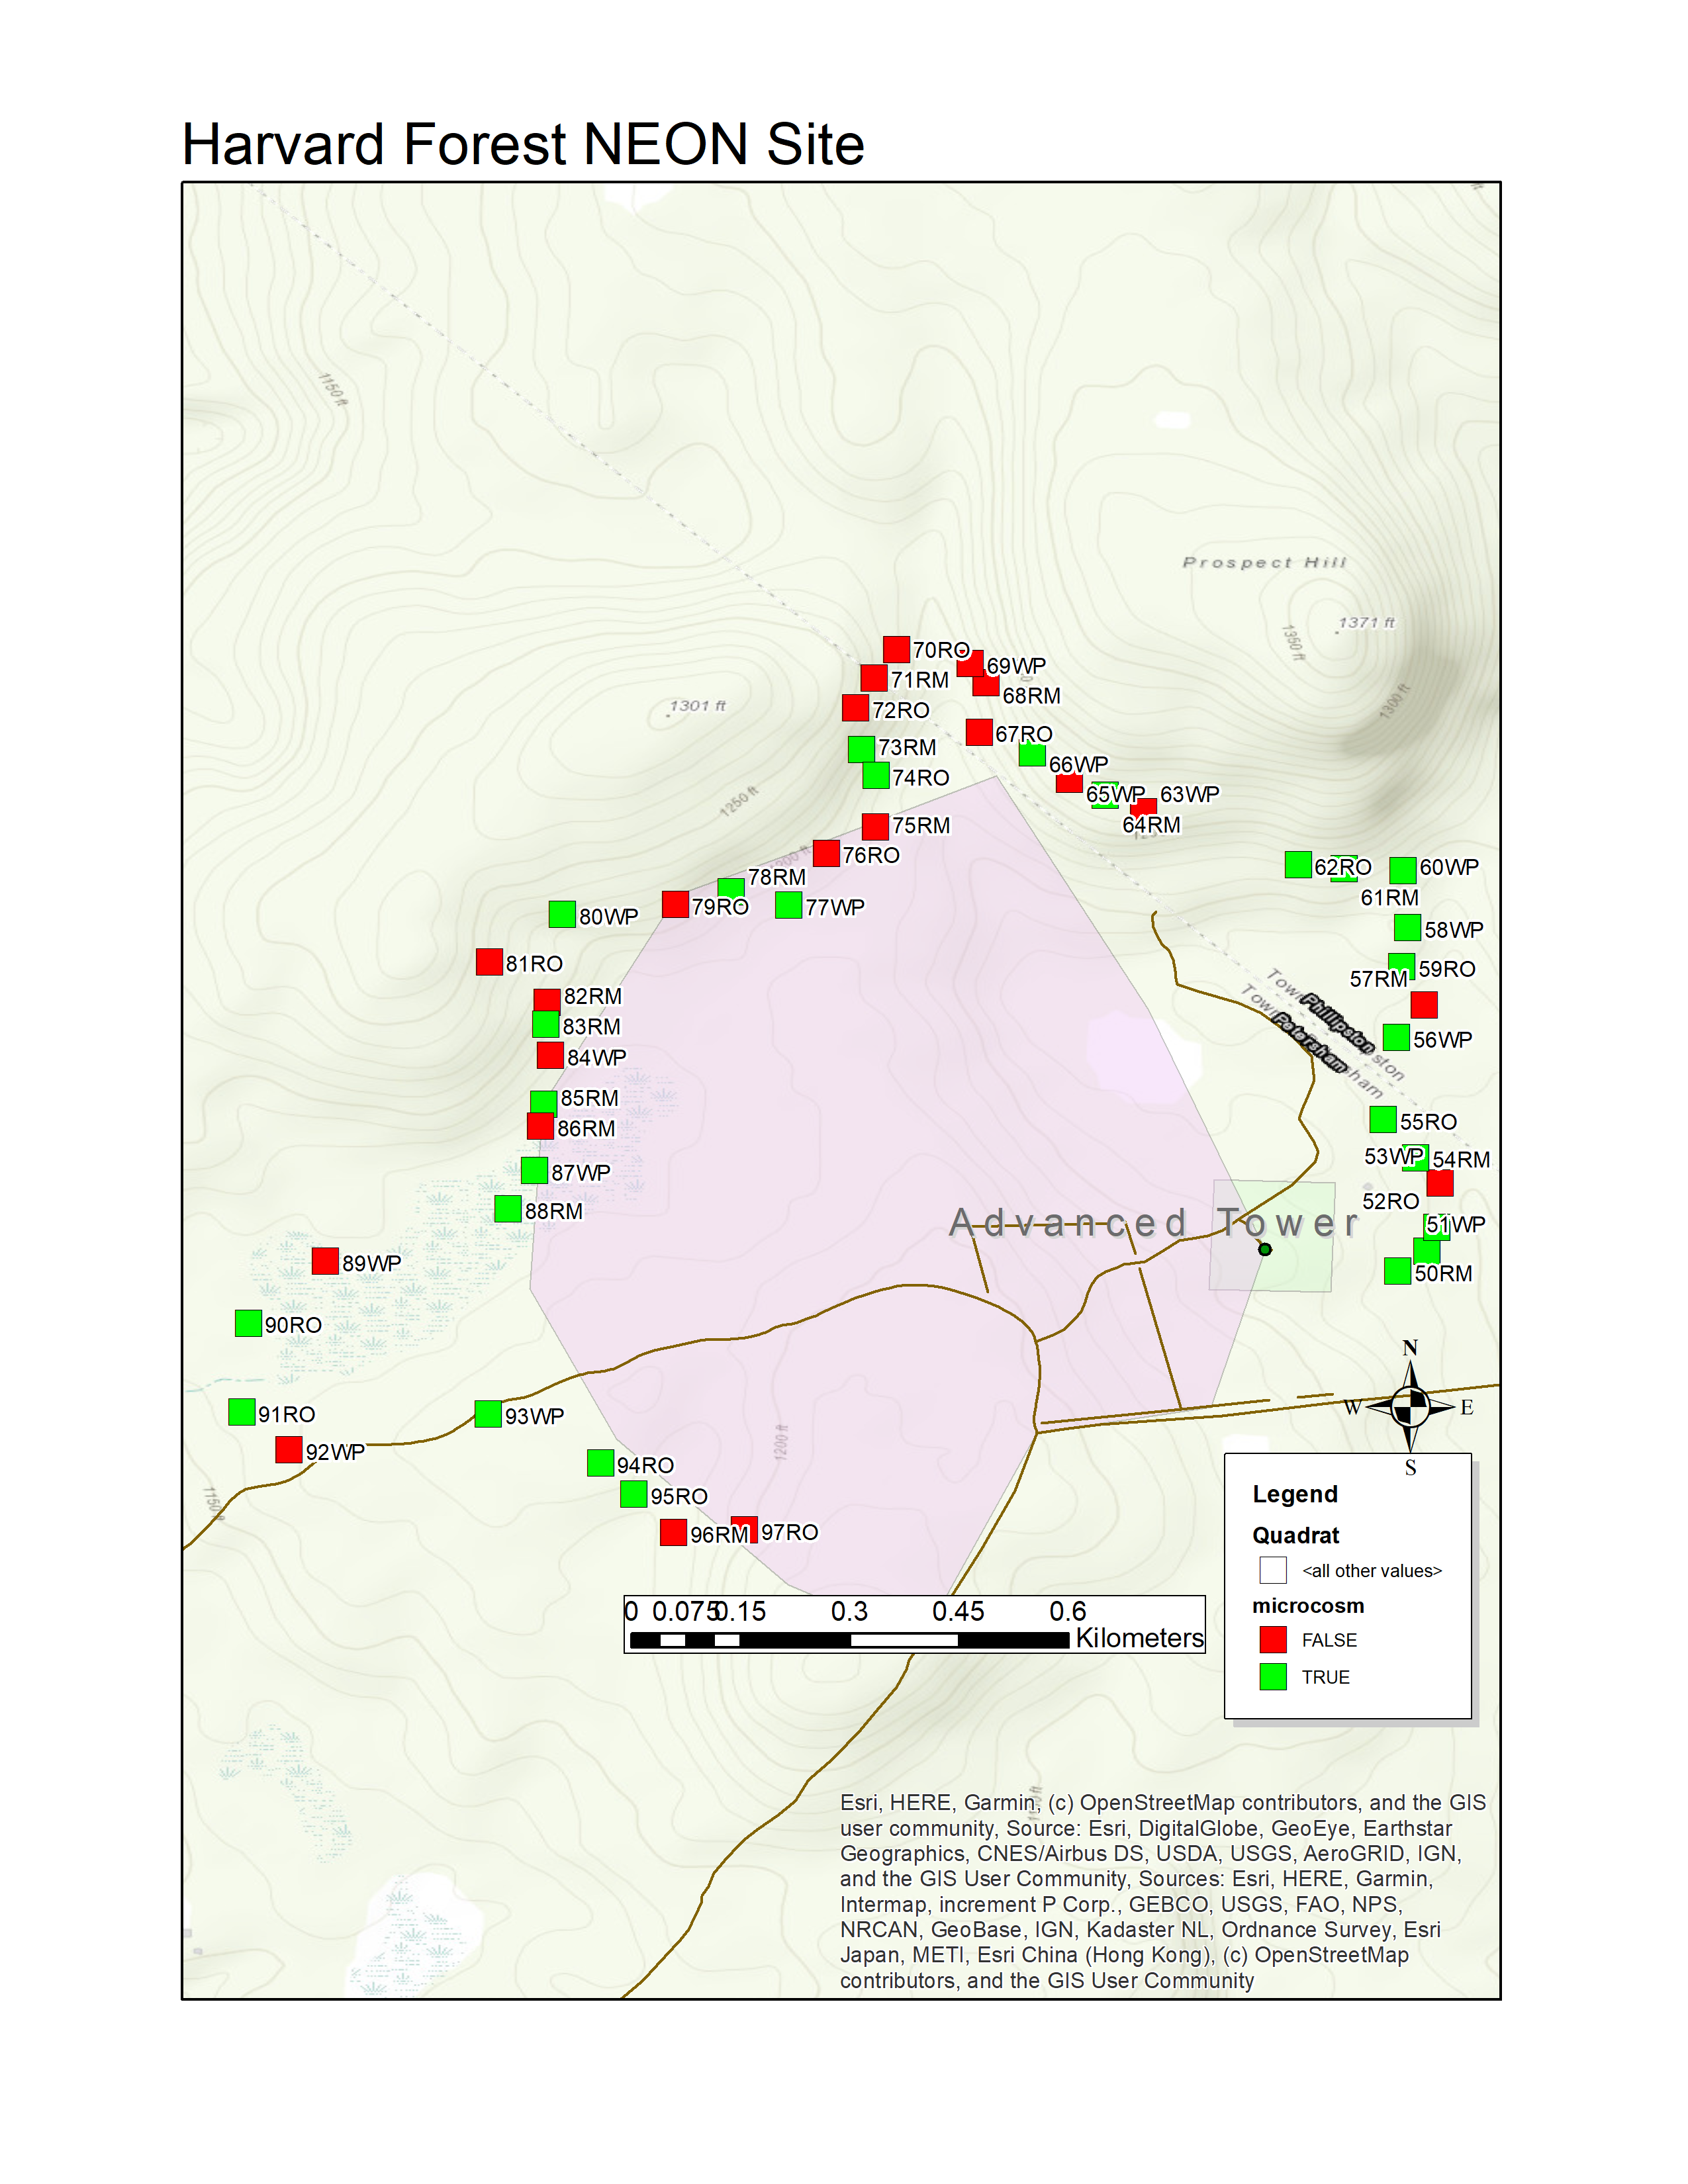 Harvard Forest NEON Site
1150 ft
Prospect Hill
1371 ft
1350 ft
1300 ft
70RO
69WP
71RM
68RM
1301 ft
72RO
67RO
73RM
66WP
74RO
65WP
63WP
1250 ft
64RM
75RM
76RO
62RO
60WP
78RM
61RM
79RO
77WP
80WP
58WP
81RO
59RO
57RM
82RM
83RM
Phillipston
56WP
Petersham
84WP
85RM
55RO
86RM
53WP
54RM
87WP
52RO
88RM
Advanced Tower
51WP
89WP
50RM
90RO
N
W
E
S
91RO
93WP
92WP
1200 ft
94RO
1150 ft
95RO
96RM
97RO
Legend
Quadrat
<all other values>
microcosm
FALSE
TRUE
0 0.075 0.15 0.3 0.45 0.6
Kilometers
Esri, HERE, Garmin, (c) OpenStreetMap contributors, and the GIS
user community, Source: Esri, DigitalGlobe, GeoEye, Earthstar
Geographics, CNES/Airbus DS, USDA, USGS, AeroGRID, IGN,
and the GIS User Community, Sources: Esri, HERE, Garmin,
Intermap, increment P Corp., GEBCO, USGS, FAO, NPS,
NRCAN, GeoBase, IGN, Kadaster NL, Ordnance Survey, Esri
Japan, METI, Esri China (Hong Kong), (c) OpenStreetMap
contributors, and the GIS User Community